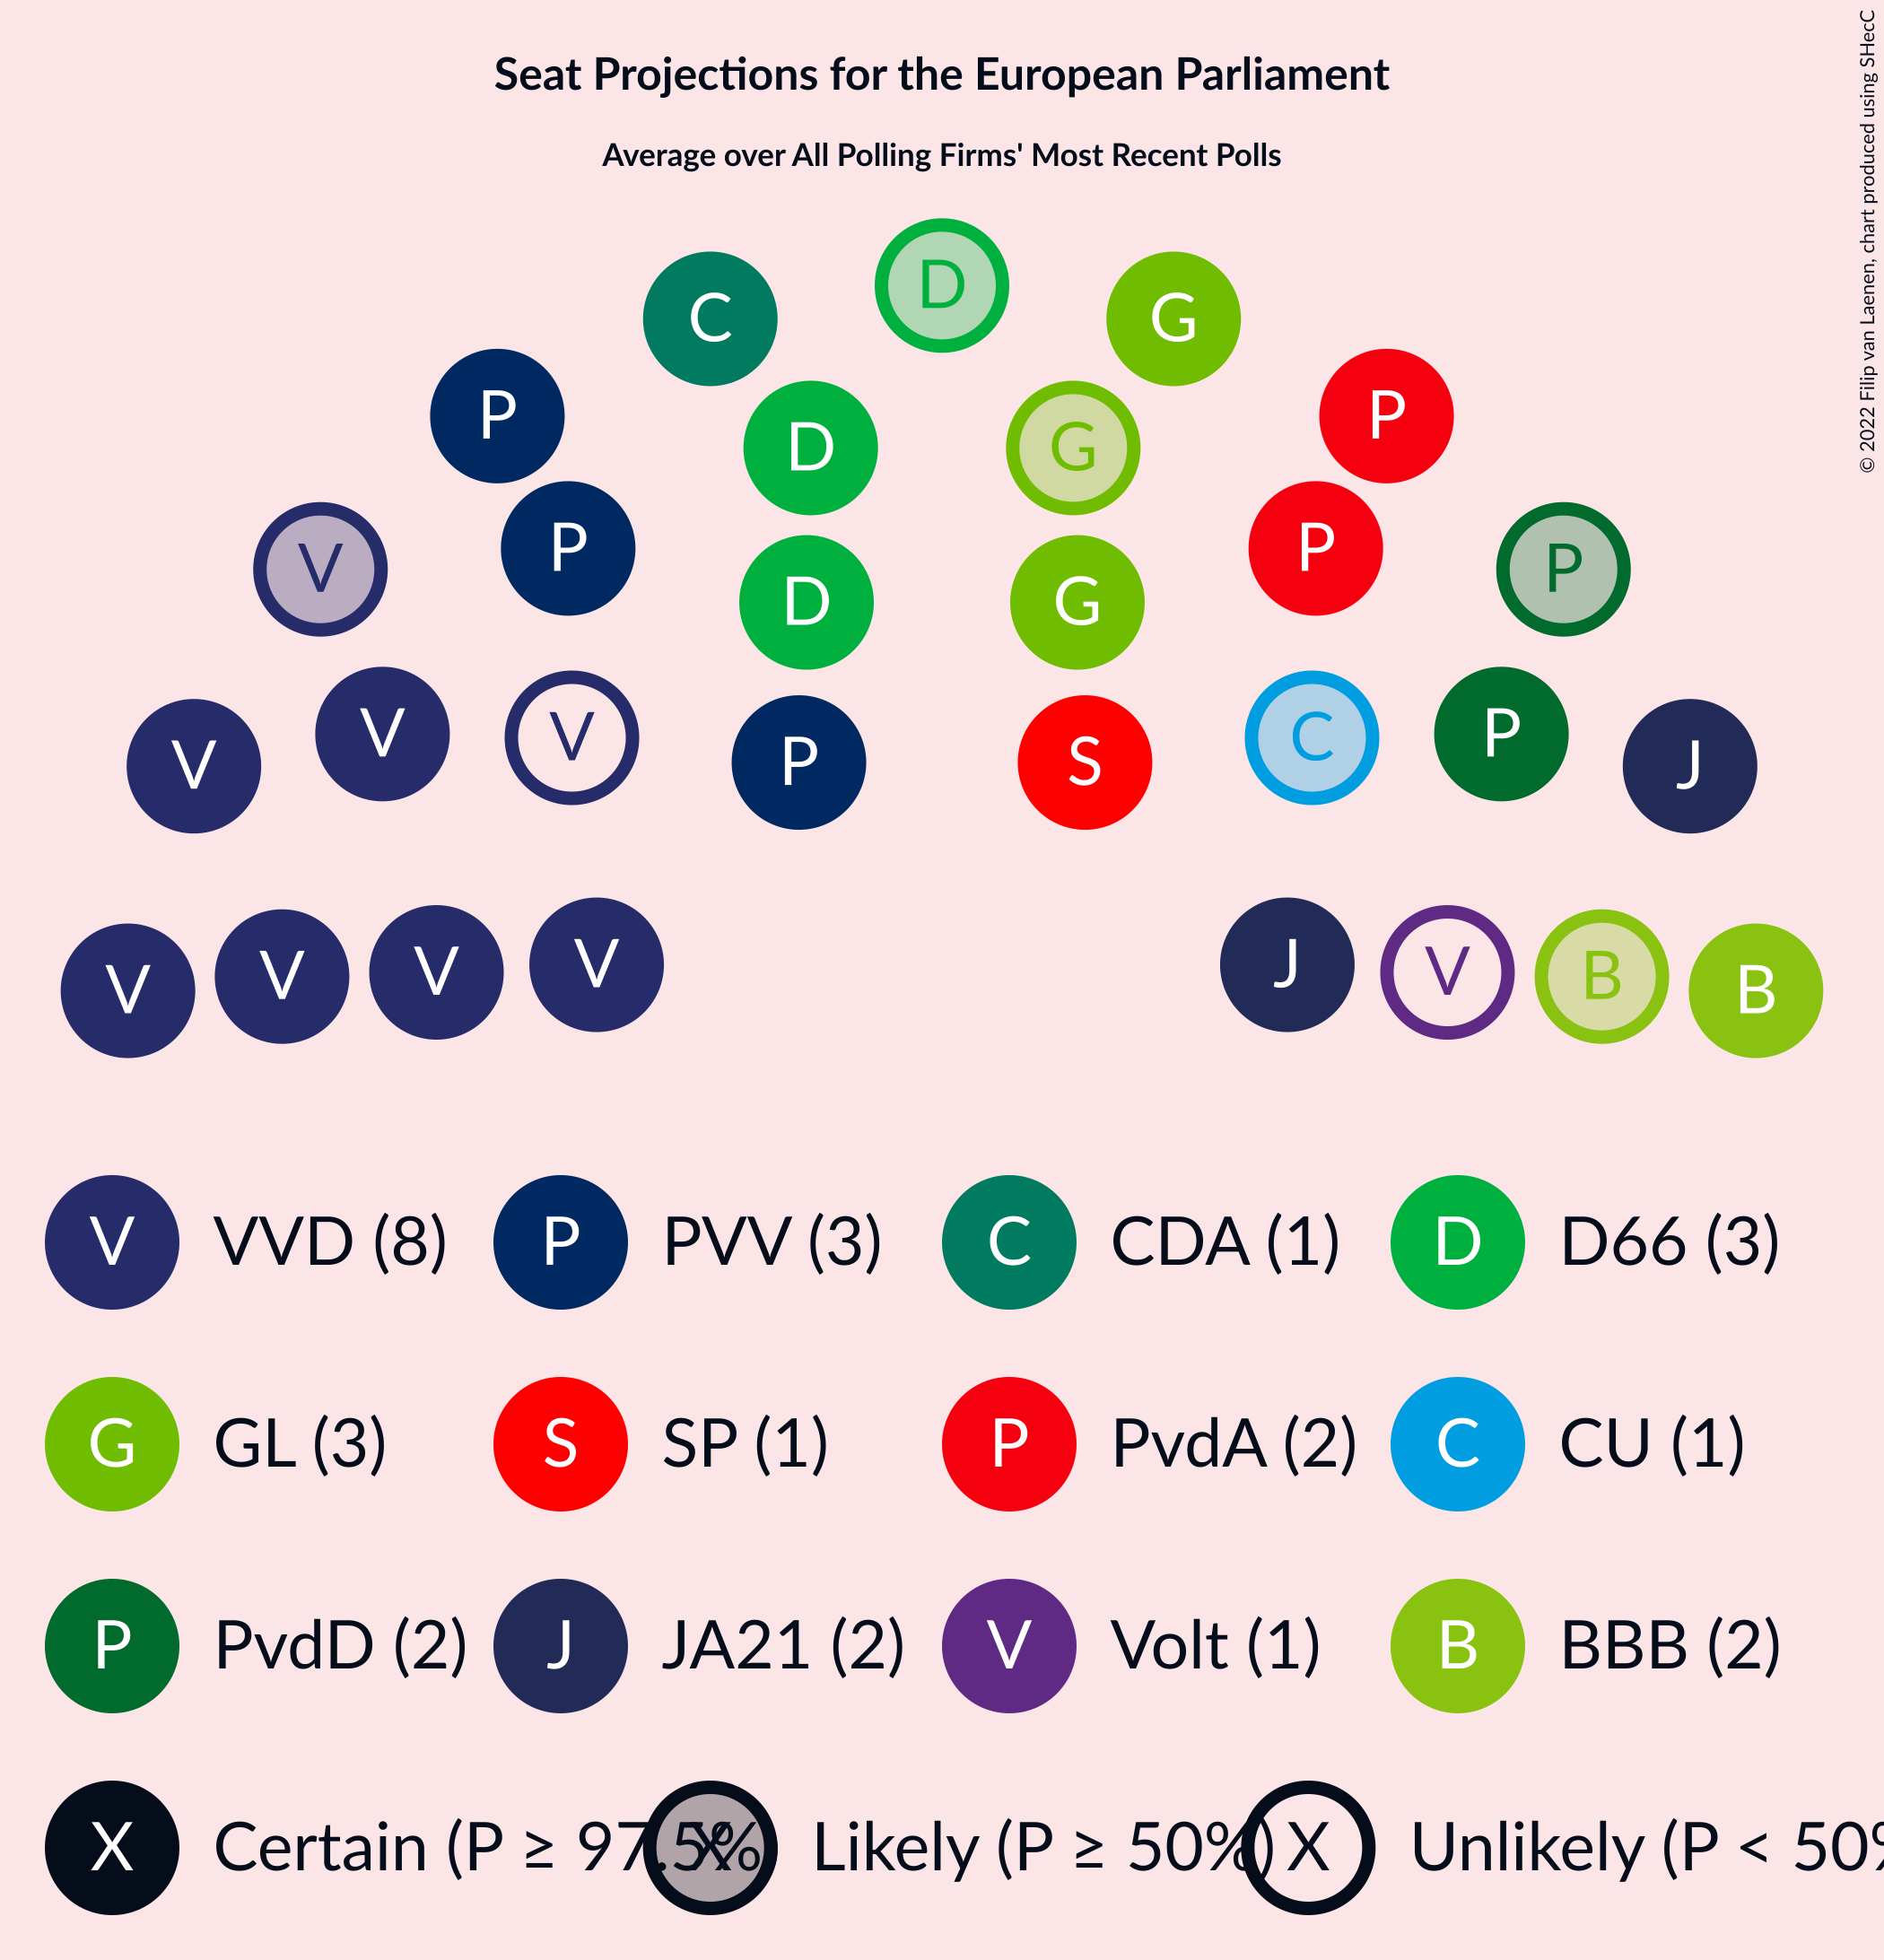 Seat Projections for the European Parliament
Average over All Polling Firms' Most Recent Polls
© 2022 Filip van Laenen, chart produced using SHecC
D
C G
P P
D G
P P
V P
D G
V V V P S C P J
V V V V J V B B
V VVD (8) P PVV (3) C CDA (1) D D66 (3)
G GL (3) S SP (1) P PvdA (2) C CU (1)
P PvdD (2) J JA21 (2) V Volt (1) B BBB (2)
X Certain (P ≥ 97.5% X Likely (P ≥ 50%) X Unlikely (P < 50%